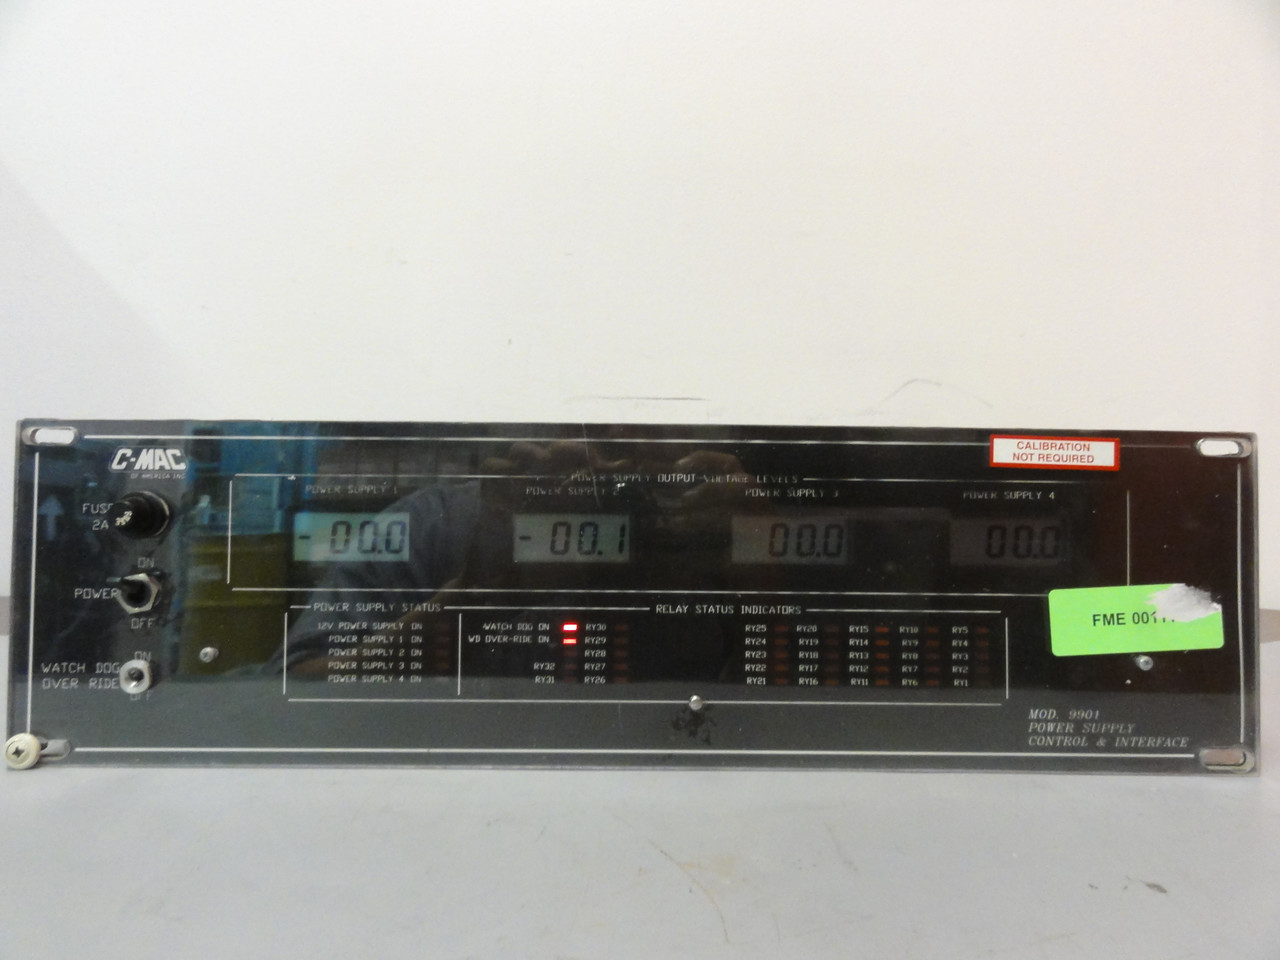 C-MAC
OF AMERICA INC
CALIBRATION
NOT REQUIRED
POWER SUPPLY OUTPUT VOLTAGE LEVELS
POWER SUPPLY 1
POWER SUPPLY 2
POWER SUPPLY 3
POWER SUPPLY 4
FUSE
2A
- 00.0
- 00.1
00.0
00.0
ON
POWER
OFF
ON
WATCH DOG
OVER RIDE
OFF
POWER SUPPLY STATUS
12V POWER SUPPLY ON
POWER SUPPLY 1 ON
POWER SUPPLY 2 ON
POWER SUPPLY 3 ON
POWER SUPPLY 4 ON
RELAY STATUS INDICATORS
WATCH DOG ON RY30 RY25 RY20 RY15 RY10 RY5
WD OVER-RIDE ON RY29 RY24 RY19 RY14 RY9 RY4
RY28 RY23 RY18 RY13 RY8 RY3
RY32 RY27 RY22 RY17 RY12 RY7 RY2
RY31 RY26 RY21 RY16 RY11 RY6 RY1
FME
MOD. 9901
POWER SUPPLY
CONTROL & INTERFACE